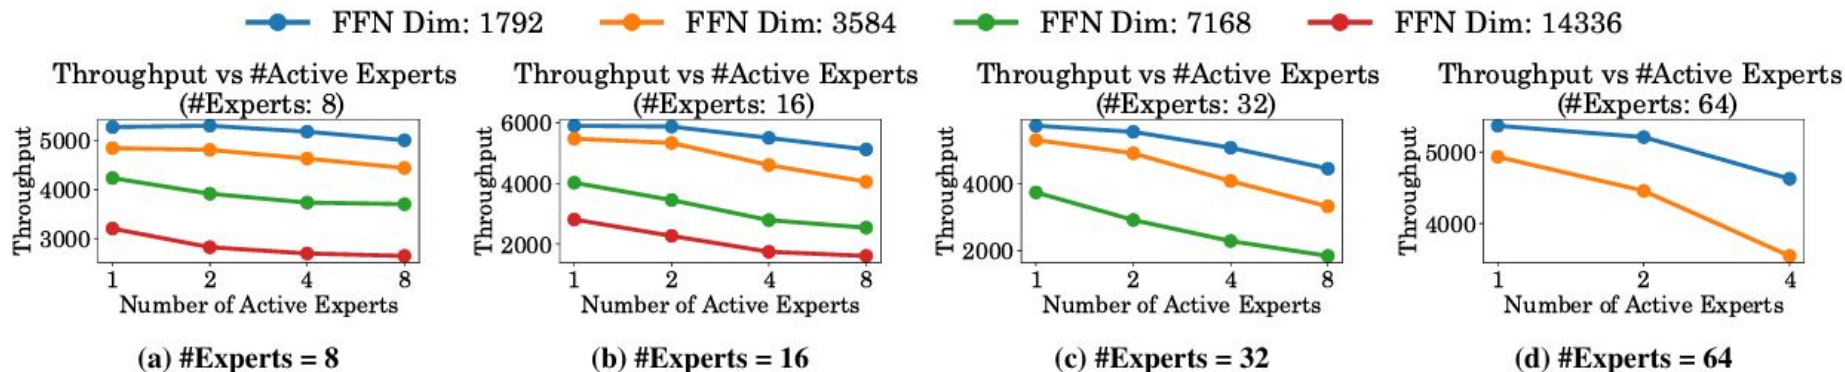 FFN Dim: 1792 FFN Dim: 3584 FFN Dim: 7168 FFN Dim: 14336
Throughput vs #Active Experts
(#Experts: 8)
Throughput
5000
4000
3000
1 2 4 8
Number of Active Experts
(a) #Experts = 8
Throughput vs #Active Experts
(#Experts: 16)
Throughput
6000
4000
2000
1 2 4 8
Number of Active Experts
(b) #Experts = 16
Throughput vs #Active Experts
(#Experts: 32)
Throughput
4000
2000
1 2 4 8
Number of Active Experts
(c) #Experts = 32
Throughput vs #Active Experts
(#Experts: 64)
Throughput
5000
4000
1 2 4
Number of Active Experts
(d) #Experts = 64